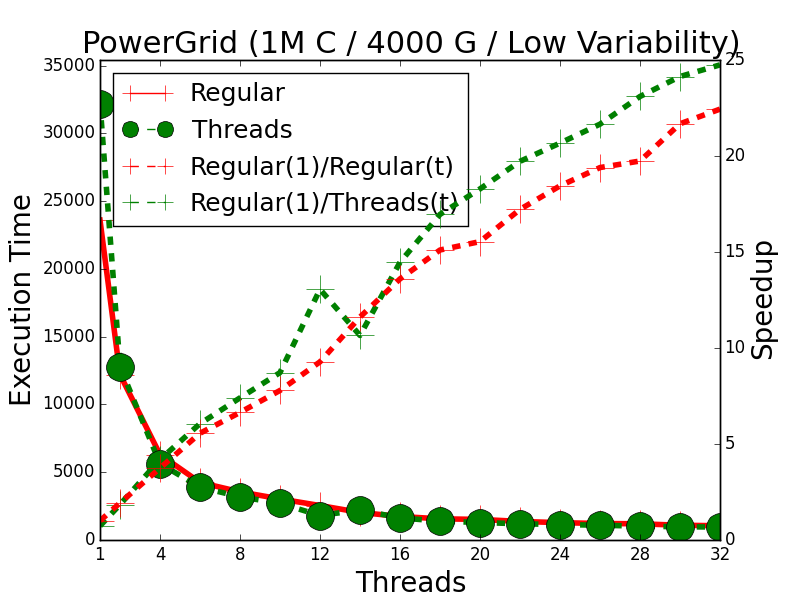 PowerGrid (1M C / 4000 G / Low Variability)
Regular
Threads
Regular(1)/Regular(t)
Regular(1)/Threads(t)
Execution Time
35000
30000
25000
20000
15000
10000
5000
0
Speedup
25
20
15
10
5
0
1 4 8 12 16 20 24 28 32
Threads